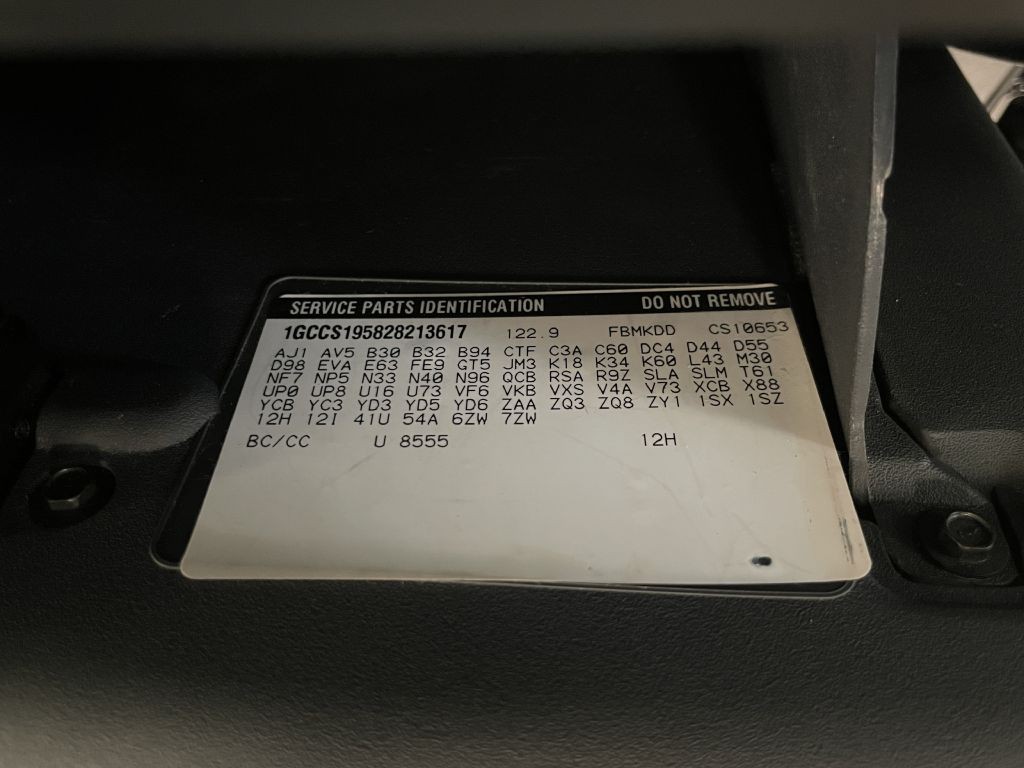 SERVICE PARTS IDENTIFICATION DO NOT REMOVE
1GCCS195828213617 122.9 FBMKDD CS10653
AJ1 AV5 B30 B32 B94 CTF C3A C60 DC4 D44 D55
D98 EVA E63 FE9 GT5 JM3 K18 K34 K60 L43 M30
NF7 NP5 N33 N40 N96 QCB RSA R9Z SLA SLM T61
UP0 UP8 U16 U73 VF6 VKB VXS V4A V73 XCB X88
YCB YC3 YD3 YD5 YD6 ZAA ZQ3 ZQ8 ZY1 1SX 1SZ
12H 12I 41U 54A 6ZW 7ZW
BC/CC U 8555 12H